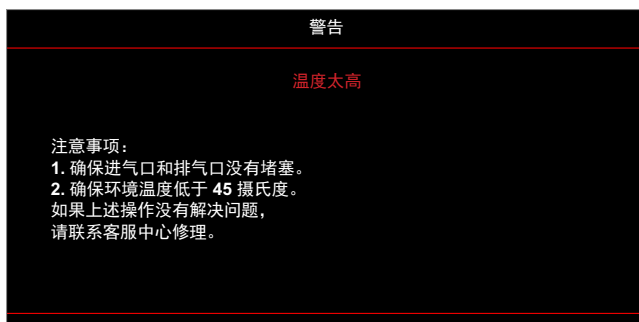 警告
温度太高
注意事项：
1. 确保进气口和排气口没有堵塞。
2. 确保环境温度低于 45 摄氏度。
如果上述操作没有解决问题，
请联系客服中心修理。